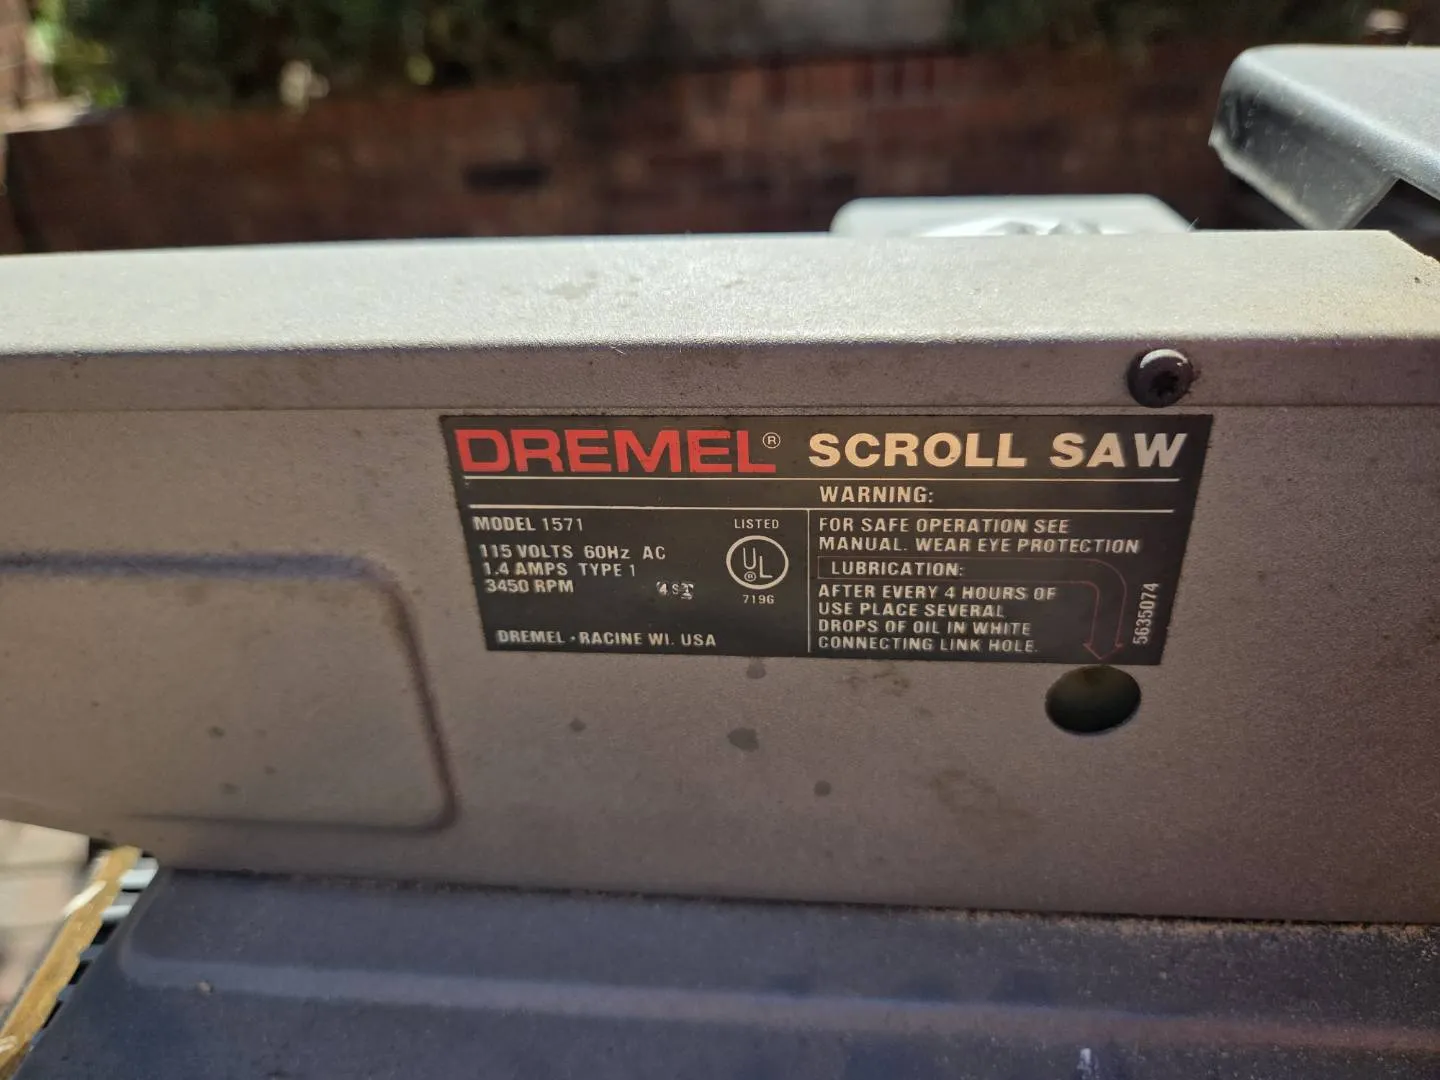 DREMEL® SCROLL SAW
WARNING:
MODEL 1571
115 VOLTS 60Hz AC
1.4 AMPS TYPE 1
3450 RPM
LISTED
UL®
719G
DREMEL • RACINE WI. USA
FOR SAFE OPERATION SEE
MANUAL. WEAR EYE PROTECTION
LUBRICATION:
AFTER EVERY 4 HOURS OF
USE PLACE SEVERAL
DROPS OF OIL IN WHITE
CONNECTING LINK HOLE.
5635074